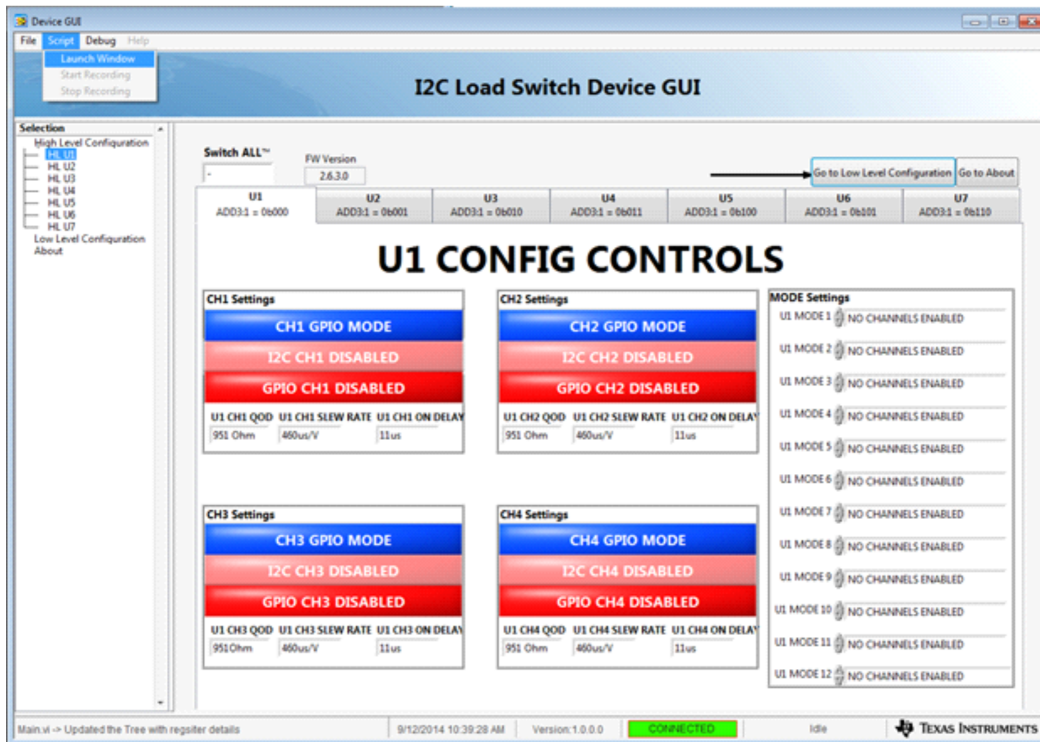 Device GUI
File Script Debug Help
Launch Window
Start Recording
Stop Recording
I2C Load Switch Device GUI
Selection
High Level Configuration
HL U1
HL U2
HL U3
HL U4
HL U5
HL U6
HL U7
Low Level Configuration
About
Switch ALL™
-
FW Version
2.6.3.0
Go to Low Level Configuration Go to About
U1 U2 U3 U4 U5 U6 U7
ADD3:1 = 0b000 ADD3:1 = 0b001 ADD3:1 = 0b010 ADD3:1 = 0b011 ADD3:1 = 0b100 ADD3:1 = 0b101 ADD3:1 = 0b110
U1 CONFIG CONTROLS
CH1 Settings
CH1 GPIO MODE
I2C CH1 DISABLED
GPIO CH1 DISABLED
U1 CH1 QOD U1 CH1 SLEW RATE U1 CH1 ON DELAY
951 Ohm 460us/V 11us
CH2 Settings
CH2 GPIO MODE
I2C CH2 DISABLED
GPIO CH2 DISABLED
U1 CH2 QOD U1 CH2 SLEW RATE U1 CH2 ON DELAY
951 Ohm 460us/V 11us
CH3 Settings
CH3 GPIO MODE
I2C CH3 DISABLED
GPIO CH3 DISABLED
U1 CH3 QOD U1 CH3 SLEW RATE U1 CH3 ON DELAY
951 Ohm 460us/V 11us
CH4 Settings
CH4 GPIO MODE
I2C CH4 DISABLED
GPIO CH4 DISABLED
U1 CH4 QOD U1 CH4 SLEW RATE U1 CH4 ON DELAY
951 Ohm 460us/V 11us
MODE Settings
U1 MODE 1 NO CHANNELS ENABLED
U1 MODE 2 NO CHANNELS ENABLED
U1 MODE 3 NO CHANNELS ENABLED
U1 MODE 4 NO CHANNELS ENABLED
U1 MODE 5 NO CHANNELS ENABLED
U1 MODE 6 NO CHANNELS ENABLED
U1 MODE 7 NO CHANNELS ENABLED
U1 MODE 8 NO CHANNELS ENABLED
U1 MODE 9 NO CHANNELS ENABLED
U1 MODE 10 NO CHANNELS ENABLED
U1 MODE 11 NO CHANNELS ENABLED
U1 MODE 12 NO CHANNELS ENABLED
Main.vi -> Updated the Tree with regsiter details 9/12/2014 10:39:28 AM Version:1.0.0.0 CONNECTED Idle TEXAS INSTRUMENTS